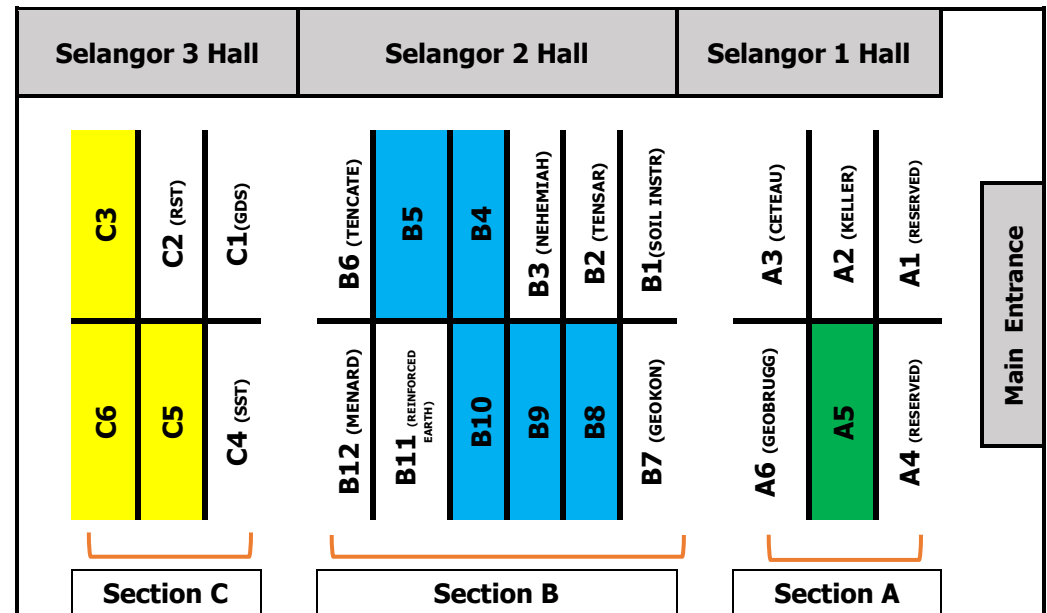 Selangor 3 Hall
Selangor 2 Hall
Selangor 1 Hall
C3
C2 (RST)
C1(GDS)
B6 (TENCATE)
B5
B4
B3 (NEHEMIAH)
B2 (TENSAR)
B1(SOIL INSTR)
A3 (CETEAU)
A2 (KELLER)
A1 (RESERVED)
Main Entrance
C6
C5
C4 (SST)
B12 (MENARD)
B11 (REINFORCED
EARTH)
B10
B9
B8
B7 (GEOKON)
A6 (GEOBRUGG)
A5
A4 (RESERVED)
Section C
Section B
Section A